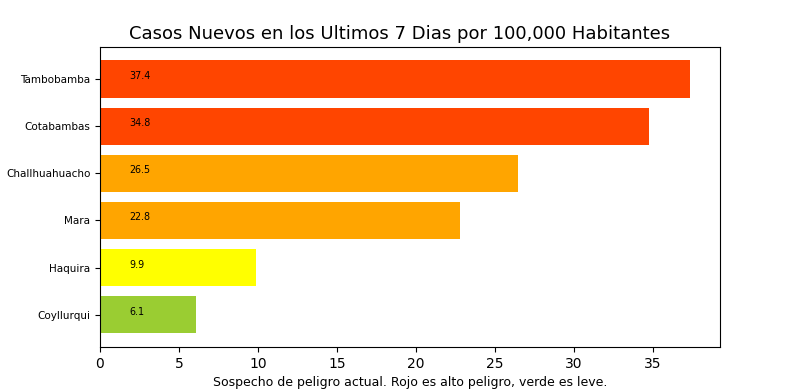 Casos Nuevos en los Ultimos 7 Dias por 100,000 Habitantes
Tambobamba 37.4
Cotabambas 34.8
Challhuahuacho 26.5
Mara 22.8
Haquira 9.9
Coyllurqui 6.1
0 5 10 15 20 25 30 35
Sospecho de peligro actual. Rojo es alto peligro, verde es leve.